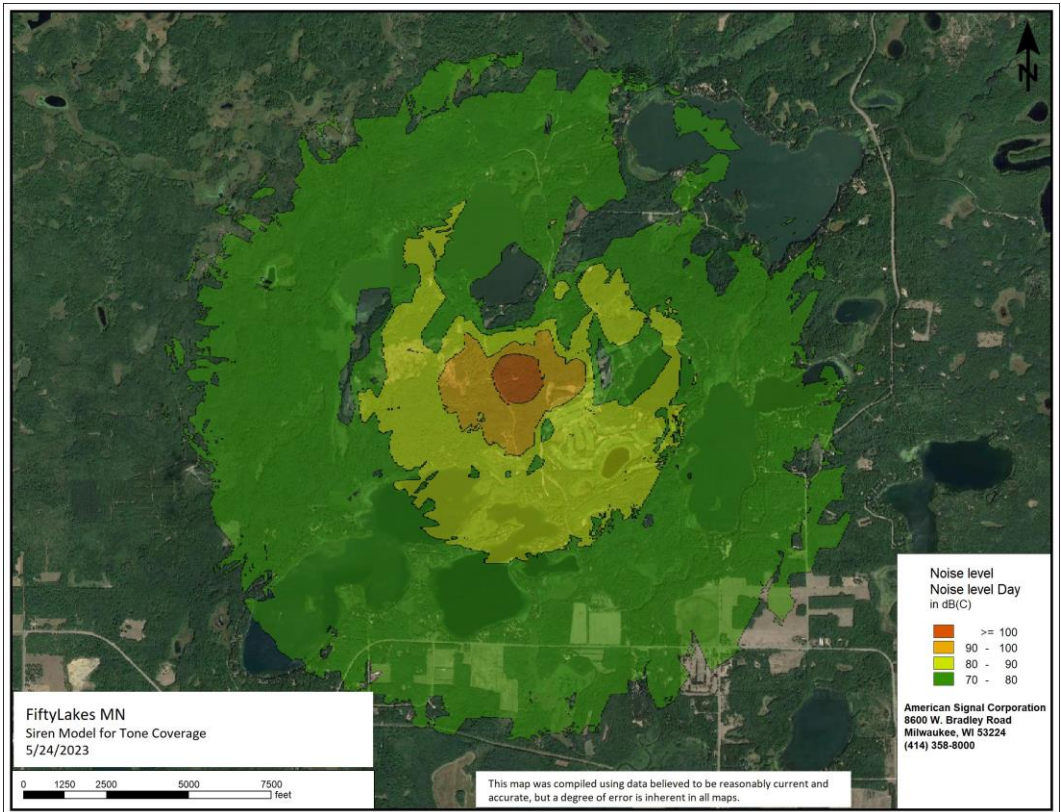 N
Noise level
Noise level Day
in dB(C)
>= 100
90 - 100
80 - 90
70 - 80
American Signal Corporation
8600 W. Bradley Road
Milwaukee, WI 53224
(414) 358-8000
FiftyLakes MN
Siren Model for Tone Coverage
5/24/2023
0 1250 2500 5000 7500
feet
This map was compiled using data believed to be reasonably current and
accurate, but a degree of error is inherent in all maps.